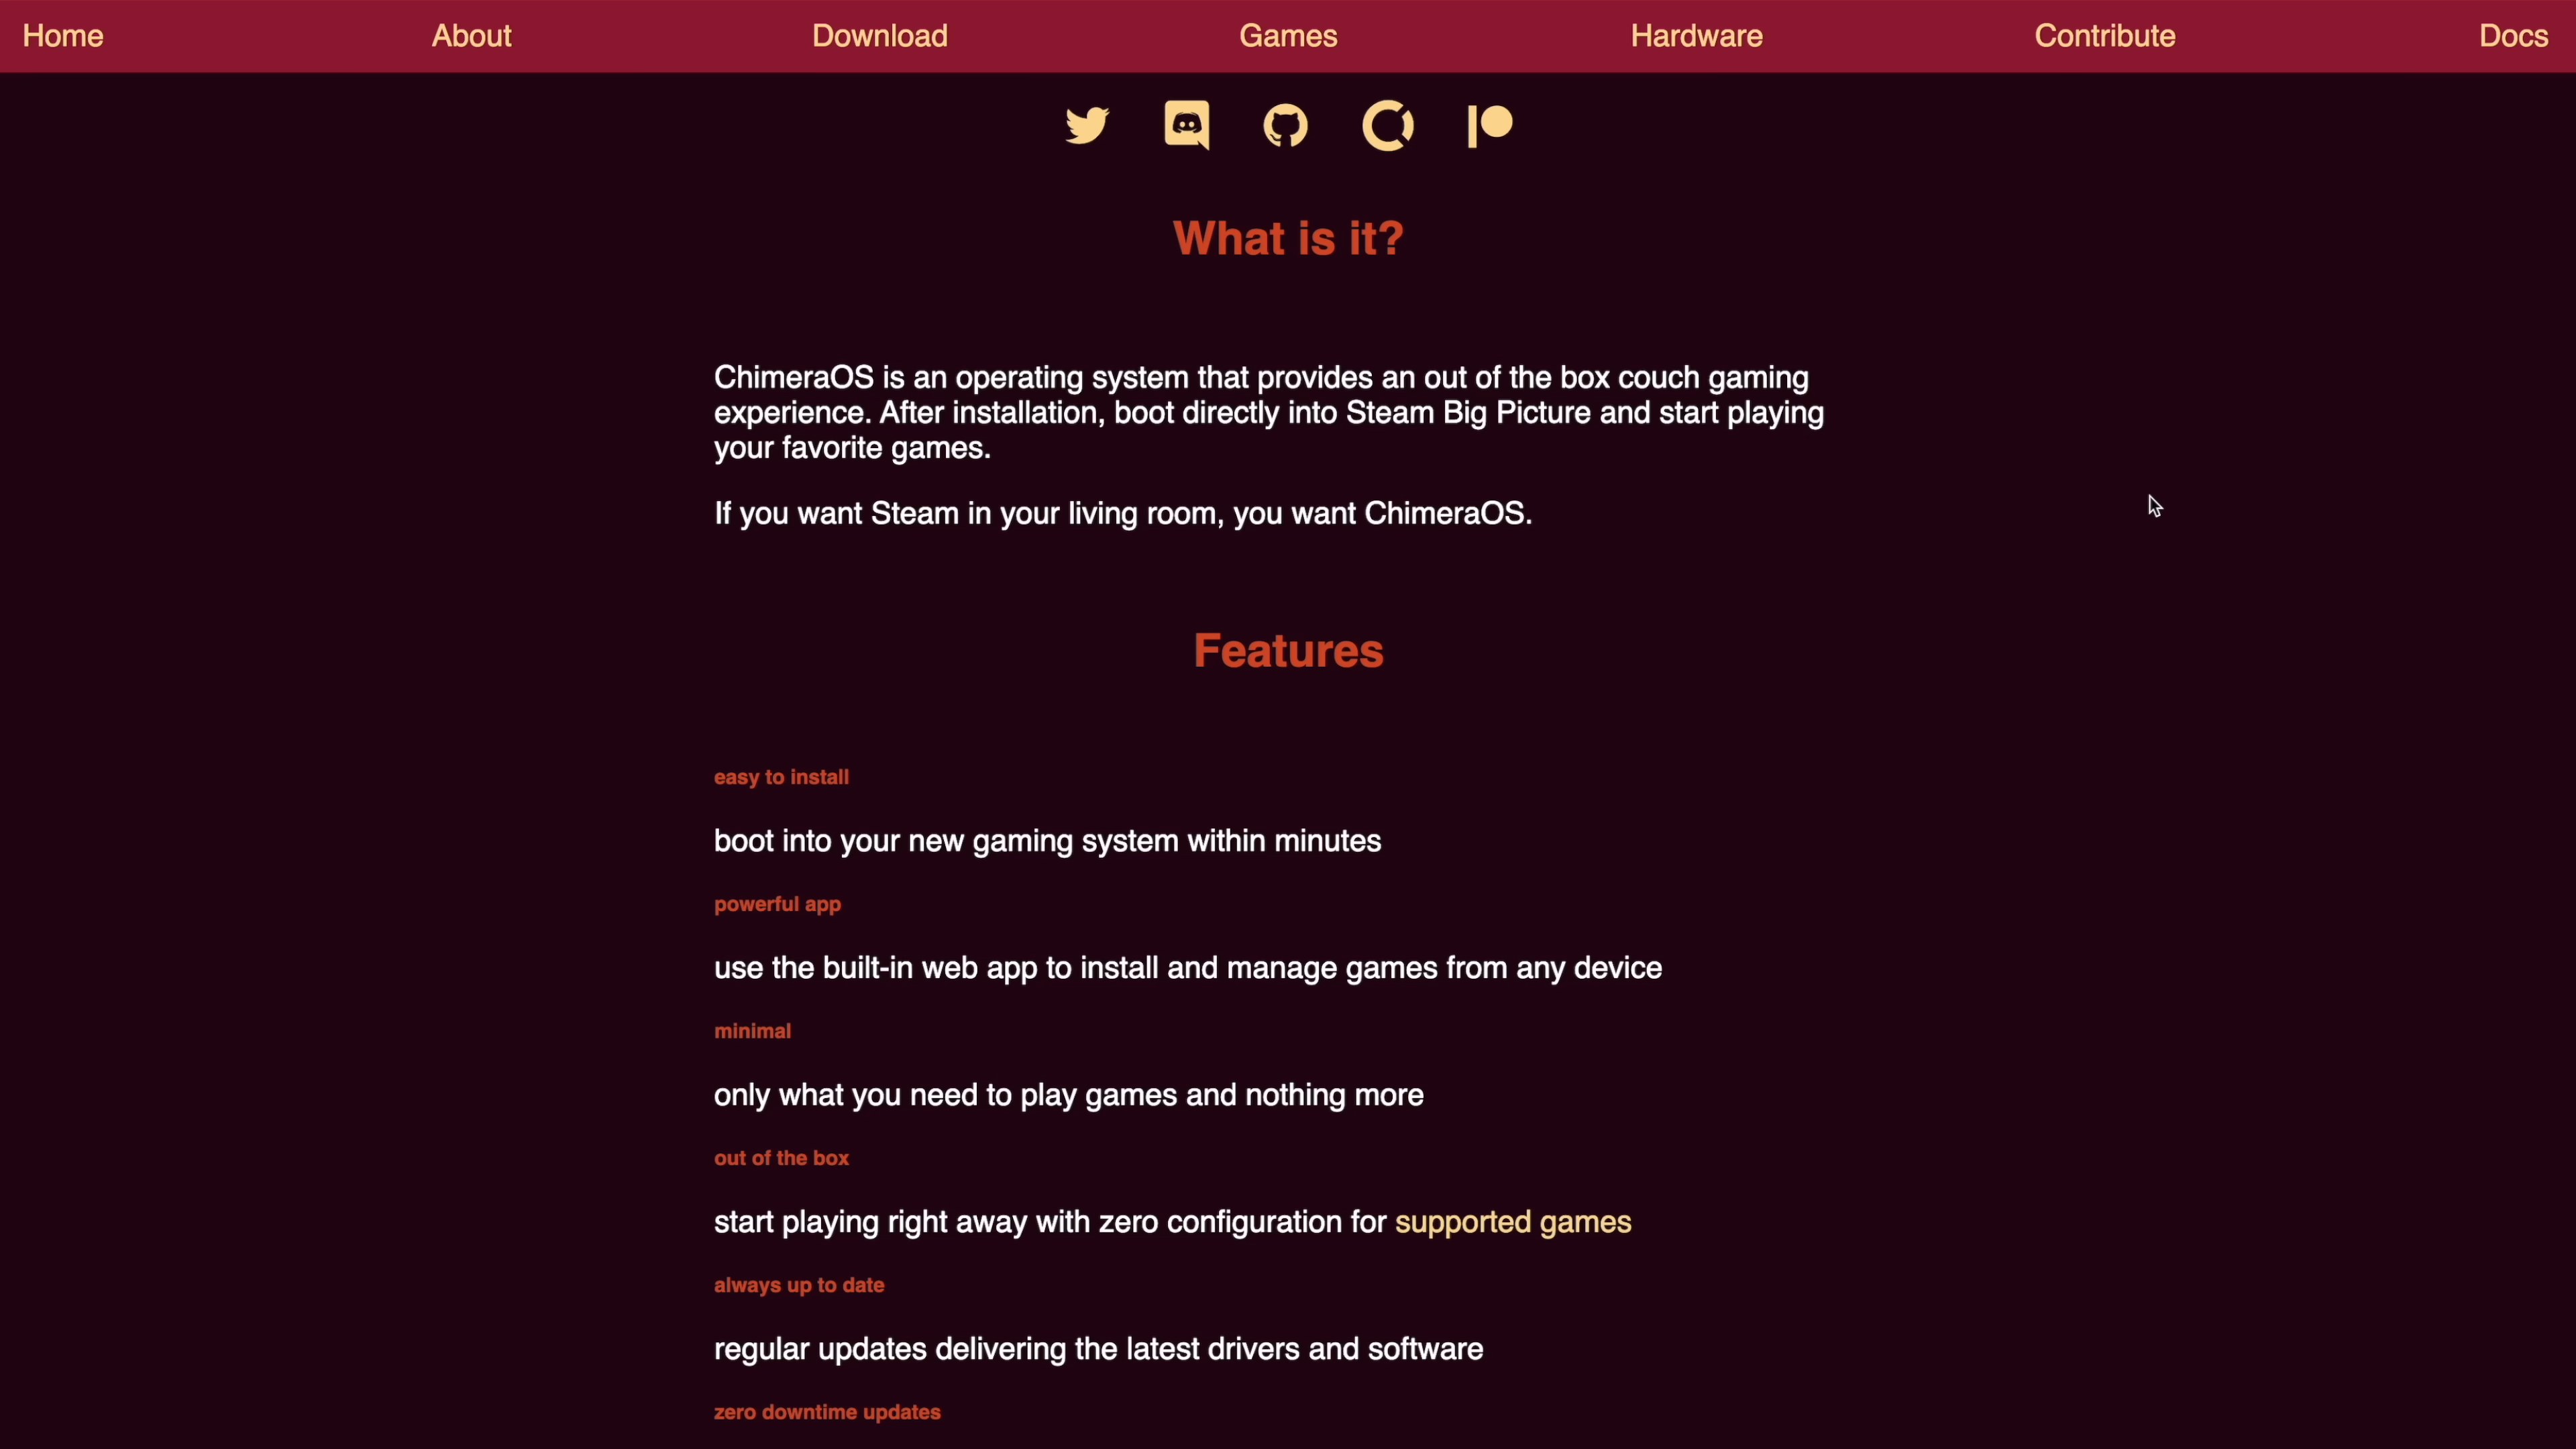 Home About Download Games Hardware Contribute Docs
What is it?
ChimeraOS is an operating system that provides an out of the box couch gaming
experience. After installation, boot directly into Steam Big Picture and start playing
your favorite games.
If you want Steam in your living room, you want ChimeraOS.
Features
easy to install
boot into your new gaming system within minutes
powerful app
use the built-in web app to install and manage games from any device
minimal
only what you need to play games and nothing more
out of the box
start playing right away with zero configuration for supported games
always up to date
regular updates delivering the latest drivers and software
zero downtime updates